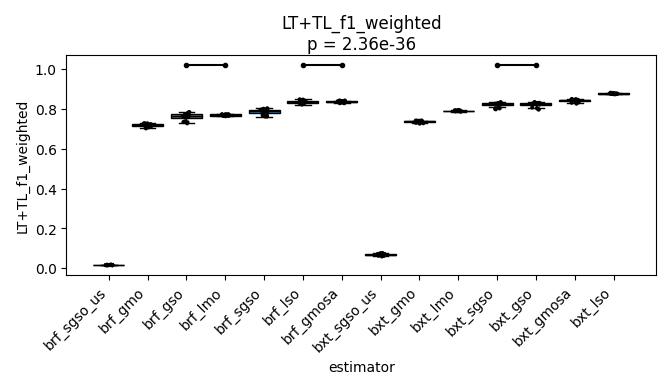 LT+TL_f1_weighted
p = 2.36e-36
LT+TL_f1_weighted
1.0
0.8
0.6
0.4
0.2
0.0
brf_sgso_us
brf_gmo
brf_gso
brf_lmo
brf_sgso
brf_lso
brf_gmosa
bxt_sgso_us
bxt_gmo
bxt_lmo
bxt_sgso
bxt_gso
bxt_gmosa
bxt_lso
estimator